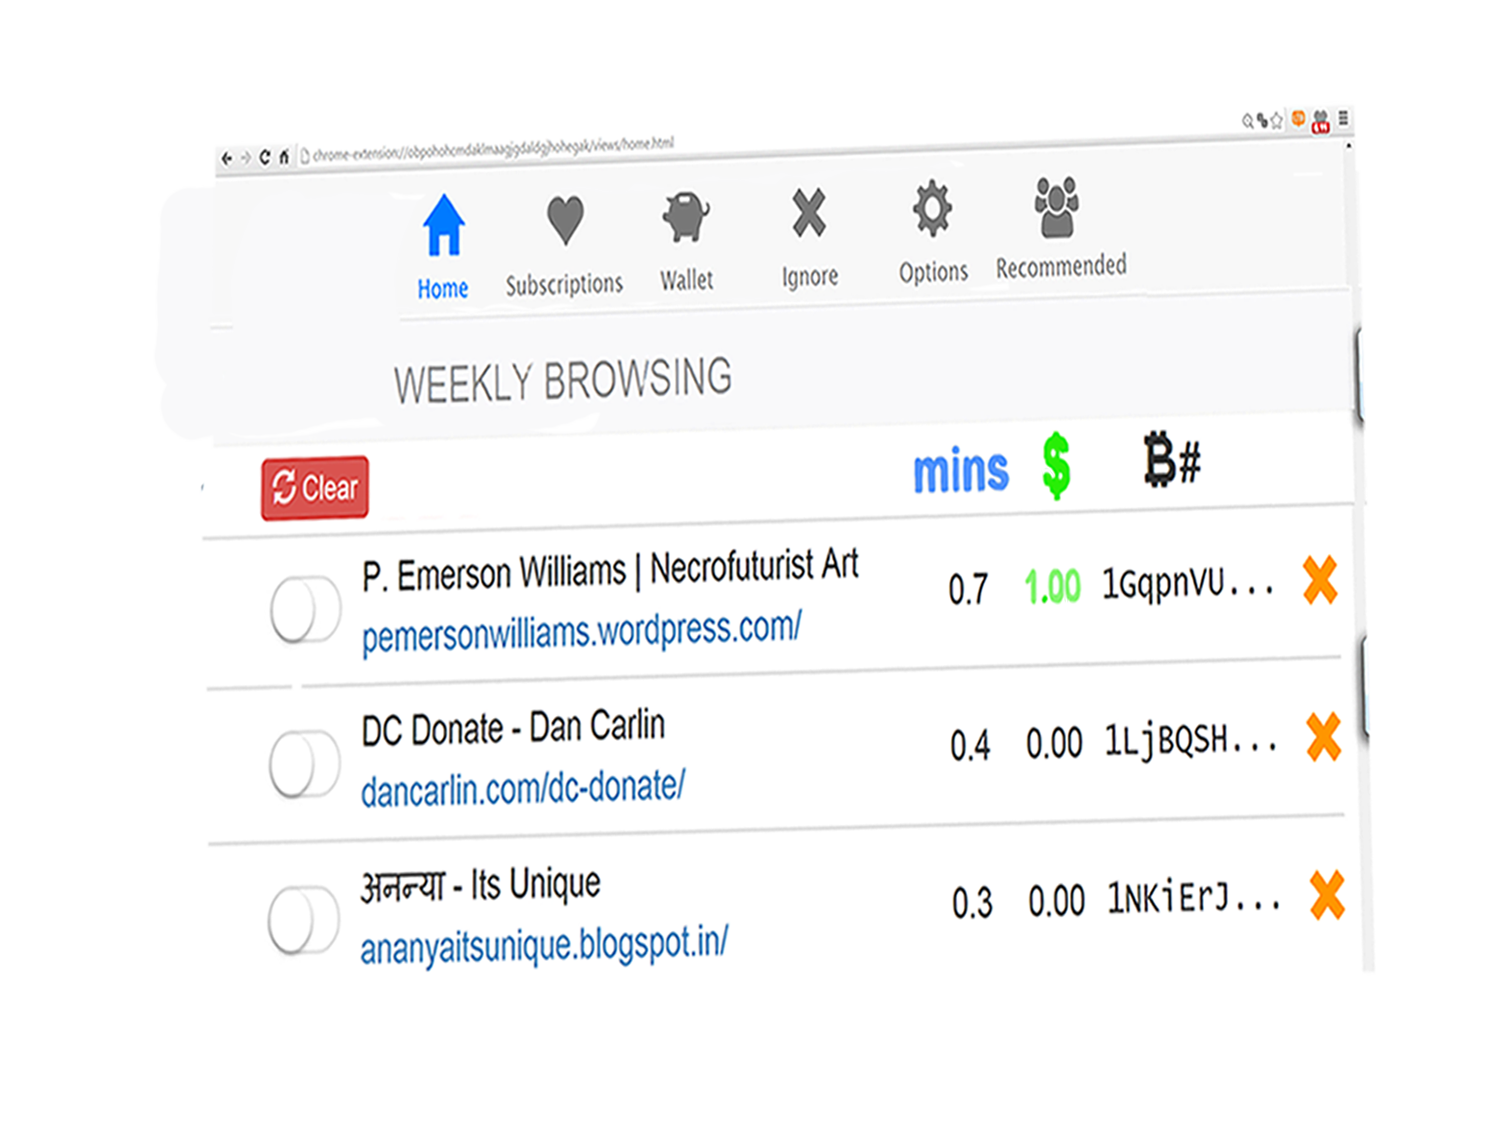 chrome-extension://obpohohcmdaklmaagjgdaldgjhohegak/views/home.html
Home Subscriptions Wallet Ignore Options Recommended
WEEKLY BROWSING
Clear mins $ ₿#
P. Emerson Williams | Necrofuturist Art 0.7 1.00 1GqpnVU...
pemersonwilliams.wordpress.com/
DC Donate - Dan Carlin 0.4 0.00 1LjBQSH...
dancarlin.com/dc-donate/
अनन्या - Its Unique 0.3 0.00 1NKiErJ...
ananyaitsunique.blogspot.in/